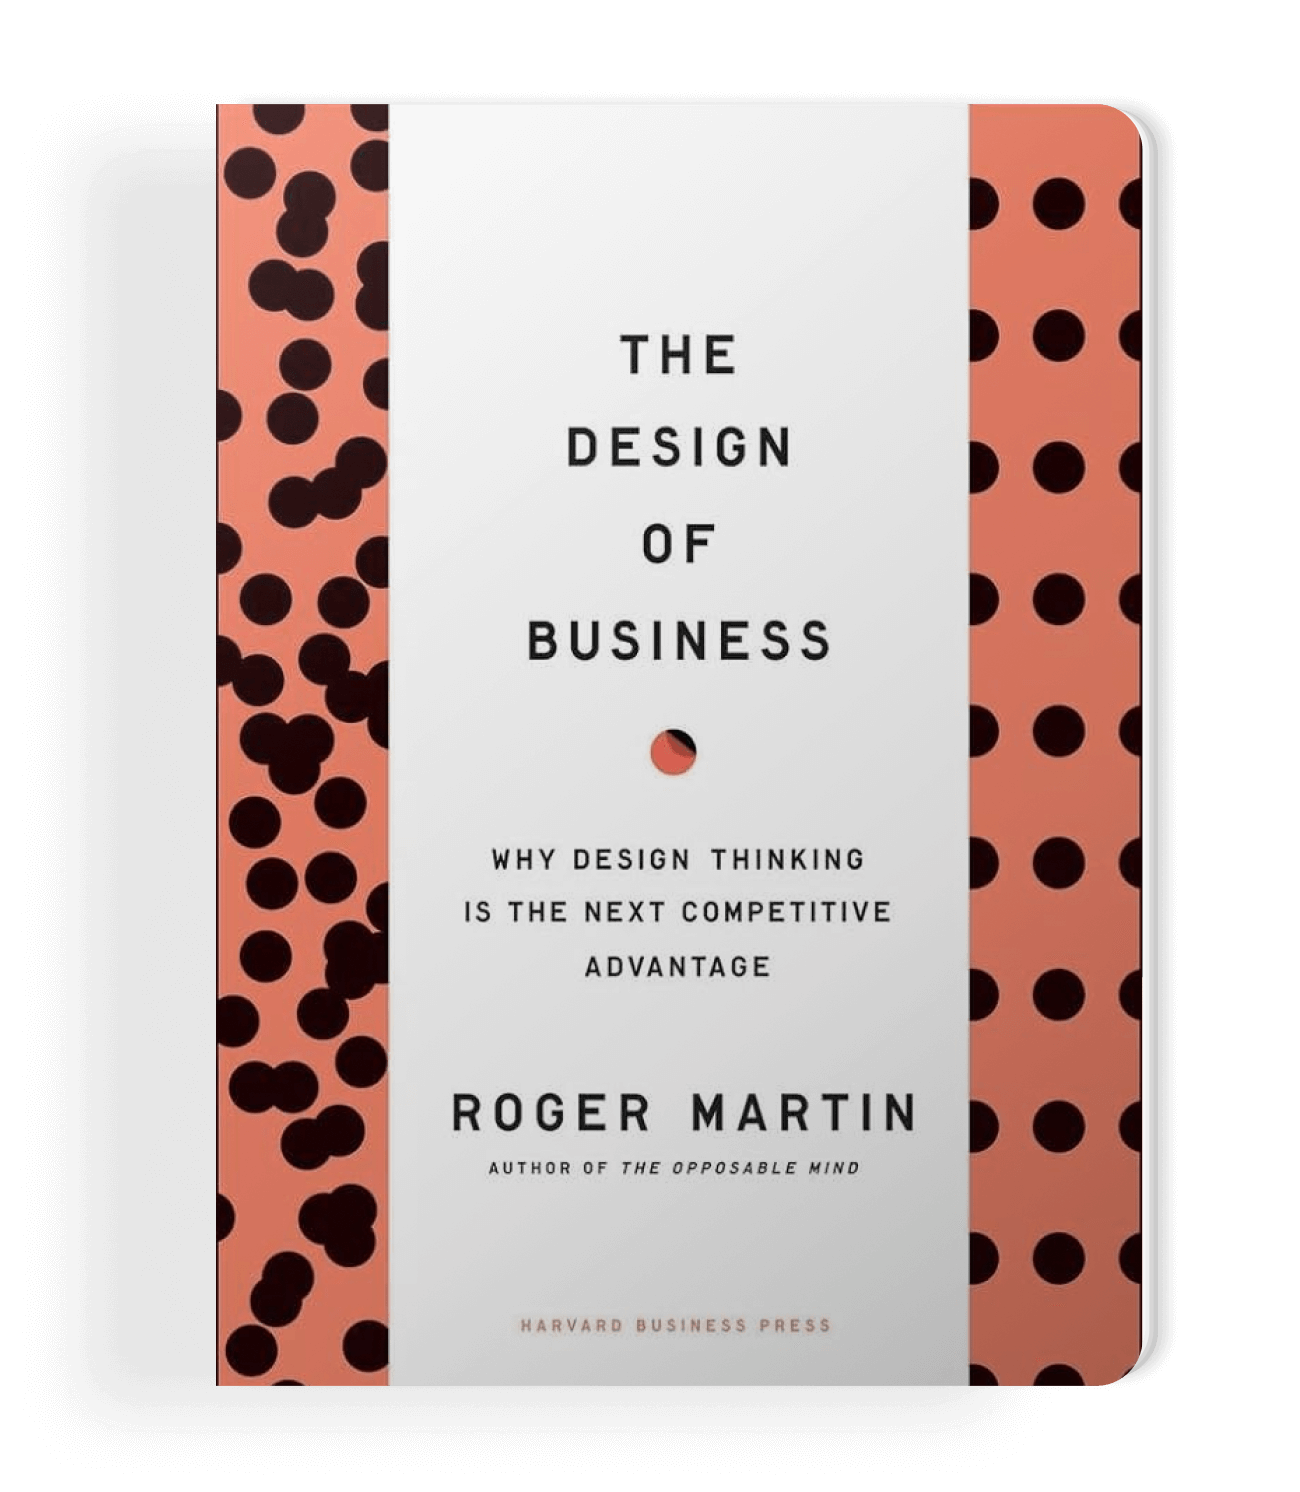 THE
DESIGN
OF
BUSINESS
WHY DESIGN THINKING
IS THE NEXT COMPETITIVE
ADVANTAGE
ROGER MARTIN
AUTHOR OF THE OPPOSABLE MIND
HARVARD BUSINESS PRESS